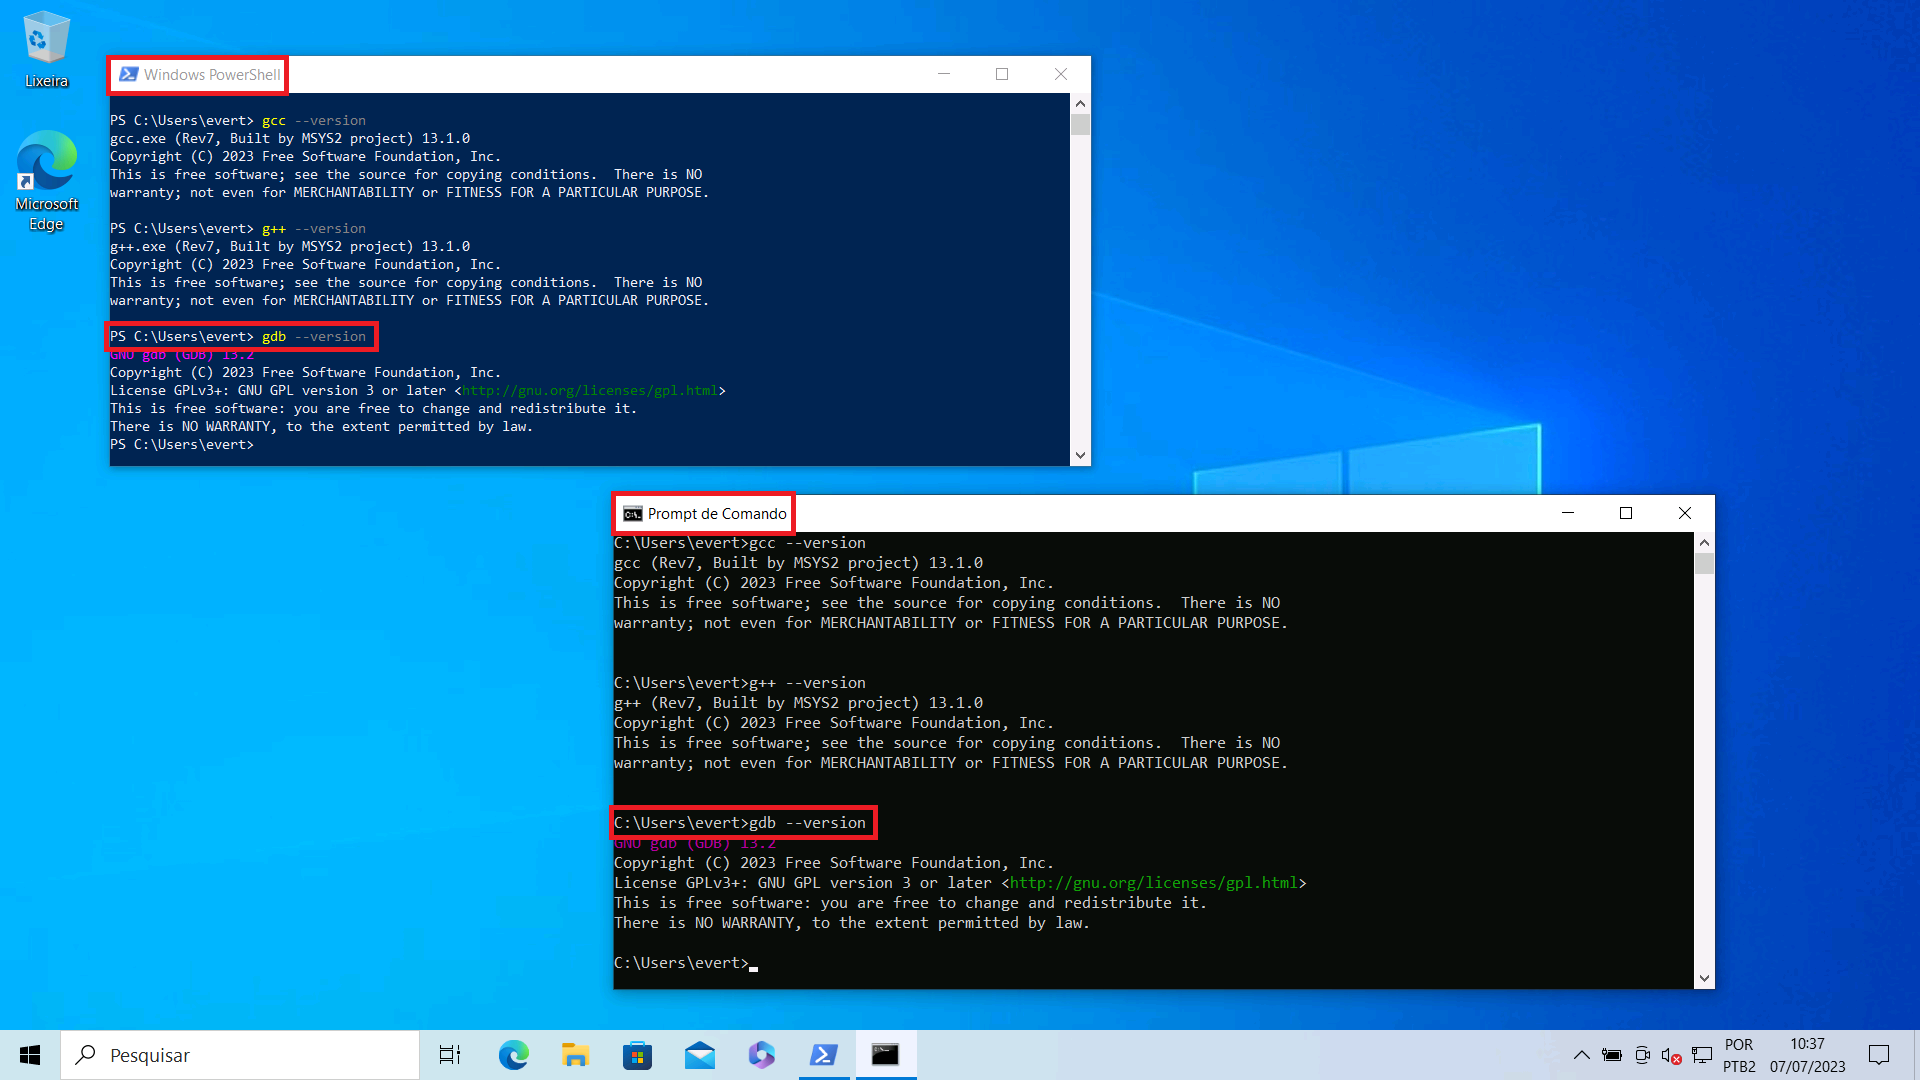 Lixeira
Microsoft
Edge
Windows PowerShell
PS C:\Users\evert> gcc --version
gcc.exe (Rev7, Built by MSYS2 project) 13.1.0
Copyright (C) 2023 Free Software Foundation, Inc.
This is free software; see the source for copying conditions.  There is NO
warranty; not even for MERCHANTABILITY or FITNESS FOR A PARTICULAR PURPOSE.
PS C:\Users\evert> g++ --version
g++.exe (Rev7, Built by MSYS2 project) 13.1.0
Copyright (C) 2023 Free Software Foundation, Inc.
This is free software; see the source for copying conditions.  There is NO
warranty; not even for MERCHANTABILITY or FITNESS FOR A PARTICULAR PURPOSE.
PS C:\Users\evert> gdb --version
GNU gdb (GDB) 13.2
Copyright (C) 2023 Free Software Foundation, Inc.
License GPLv3+: GNU GPL version 3 or later <http://gnu.org/licenses/gpl.html>
This is free software: you are free to change and redistribute it.
There is NO WARRANTY, to the extent permitted by law.
PS C:\Users\evert>
Prompt de Comando
C:\Users\evert>gcc --version
gcc (Rev7, Built by MSYS2 project) 13.1.0
Copyright (C) 2023 Free Software Foundation, Inc.
This is free software; see the source for copying conditions.  There is NO
warranty; not even for MERCHANTABILITY or FITNESS FOR A PARTICULAR PURPOSE.
C:\Users\evert>g++ --version
g++ (Rev7, Built by MSYS2 project) 13.1.0
Copyright (C) 2023 Free Software Foundation, Inc.
This is free software; see the source for copying conditions.  There is NO
warranty; not even for MERCHANTABILITY or FITNESS FOR A PARTICULAR PURPOSE.
C:\Users\evert>gdb --version
GNU gdb (GDB) 13.2
Copyright (C) 2023 Free Software Foundation, Inc.
License GPLv3+: GNU GPL version 3 or later <http://gnu.org/licenses/gpl.html>
This is free software: you are free to change and redistribute it.
There is NO WARRANTY, to the extent permitted by law.
C:\Users\evert>
Pesquisar
POR
PTB2
10:37
07/07/2023